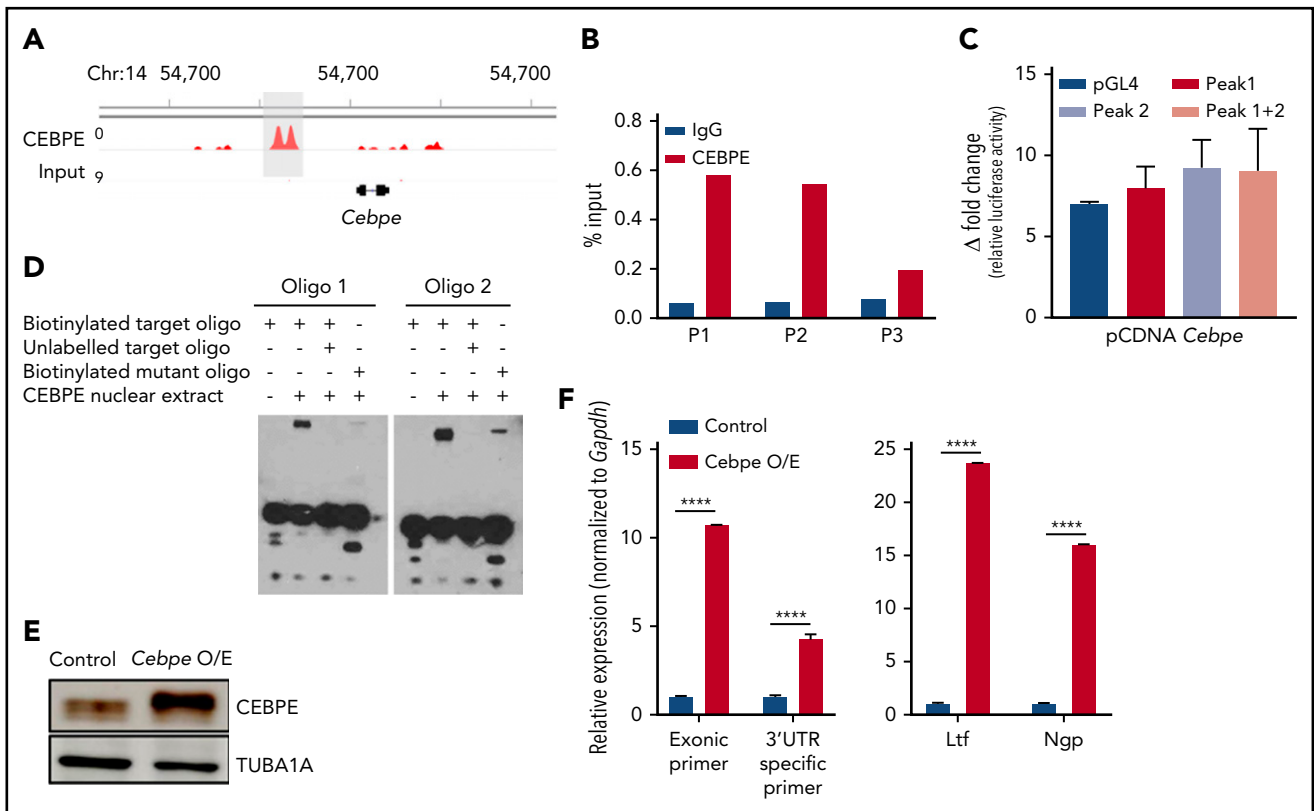 A
Chr:14 54,700 54,700 54,700
CEBPE 0
Input 9
Cebpe
B
IgG
CEBPE
% input
0.8
0.6
0.4
0.2
0.0
P1 P2 P3
C
pGL4 Peak1
Peak 2 Peak 1+2
Δ fold change
(relative luciferase activity)
15
10
5
0
pCDNA Cebpe
D
Oligo 1 Oligo 2
Biotinylated target oligo + + + - + + + -
Unlabelled target oligo - - + - - - + -
Biotinylated mutant oligo - - - + - - - +
CEBPE nuclear extract - + + + - + + +
E
Control Cebpe O/E
CEBPE
TUBA1A
F
Control
Cebpe O/E
Relative expression (normalized to Gapdh)
15
10
5
0
****
****
Exonic primer
3'UTR specific primer
25
20
15
10
5
0
****
****
Ltf Ngp